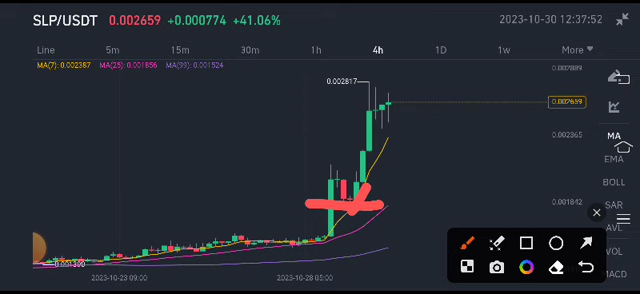 SLP/USDT 0.002659 +0.000774 +41.06% 2023-10-30 12:37:52
Line 5m 15m 30m 1h 4h 1D 1w More
MA(7): 0.002387 MA(25): 0.001856 MA(99): 0.001524
0.002817
0.002889
0.002659
0.002365
0.001842
0.001300
2023-10-23 09:00 2023-10-28 05:00
MA
EMA
BOLL
SAR
AVL
VOL
MACD